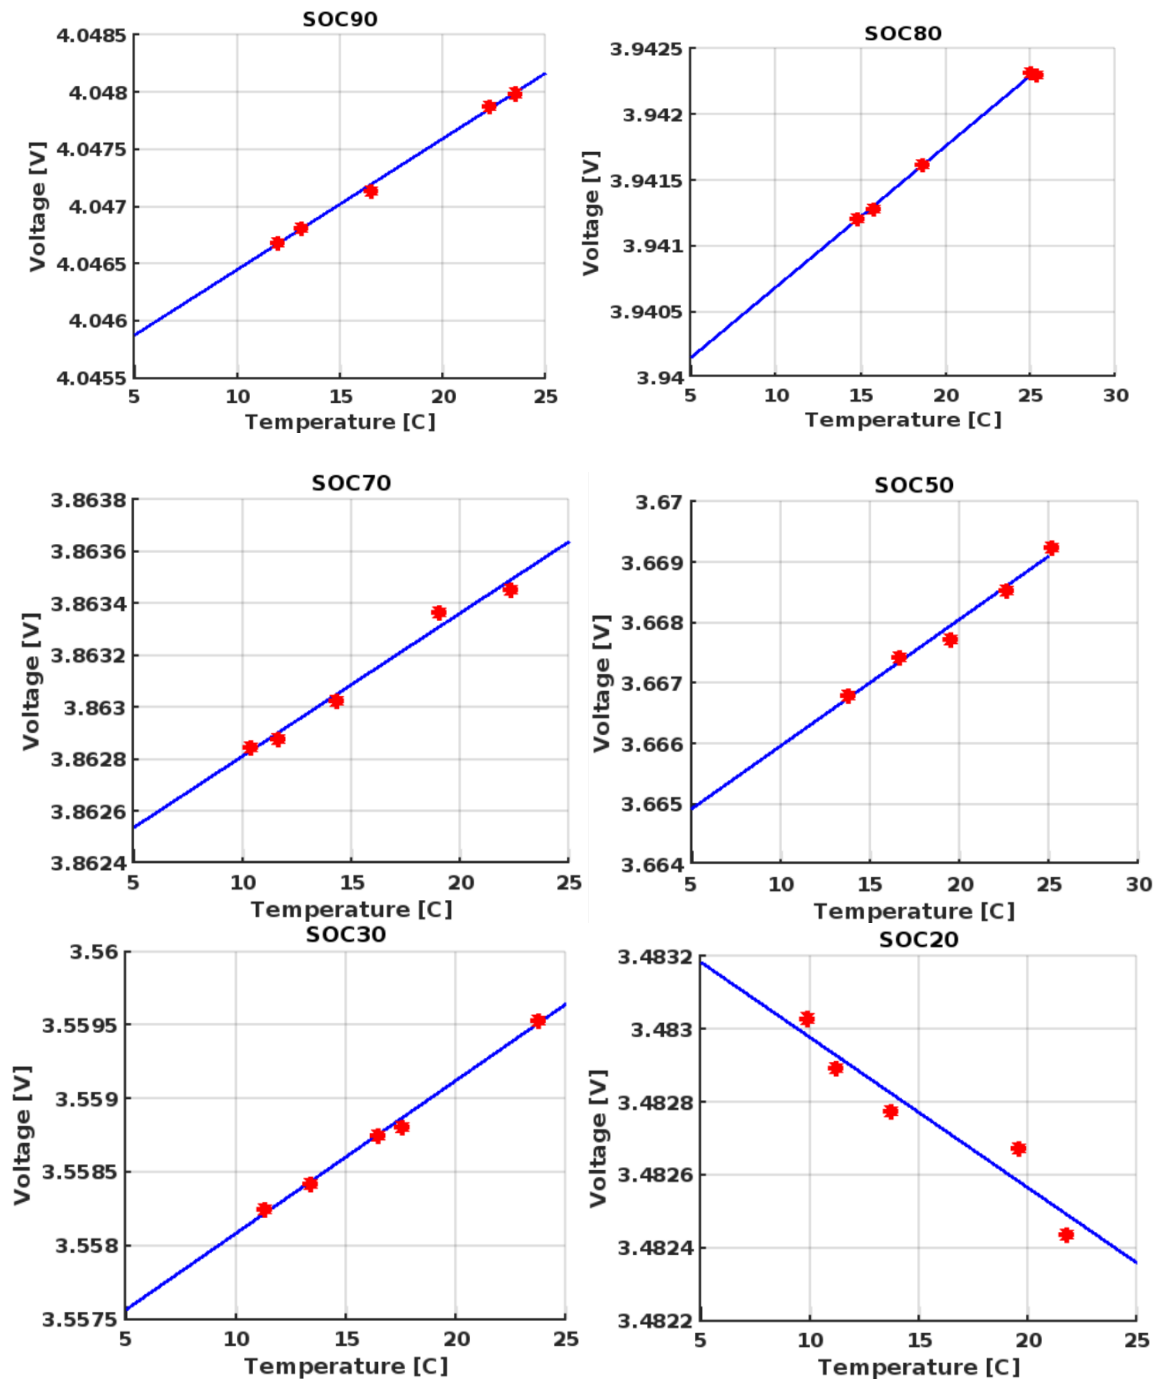 SOC90
4.0485
4.048
4.0475
4.047
4.0465
4.046
4.0455
Voltage [V]
5 10 15 20 25
Temperature [C]
SOC80
3.9425
3.942
3.9415
3.941
3.9405
3.94
Voltage [V]
5 10 15 20 25 30
Temperature [C]
SOC70
3.8638
3.8636
3.8634
3.8632
3.863
3.8628
3.8626
3.8624
Voltage [V]
5 10 15 20 25
Temperature [C]
SOC50
3.67
3.669
3.668
3.667
3.666
3.665
3.664
Voltage [V]
5 10 15 20 25 30
Temperature [C]
SOC30
3.56
3.5595
3.559
3.5585
3.558
3.5575
Voltage [V]
5 10 15 20 25
Temperature [C]
SOC20
3.4832
3.483
3.4828
3.4826
3.4824
3.4822
Voltage [V]
5 10 15 20 25
Temperature [C]